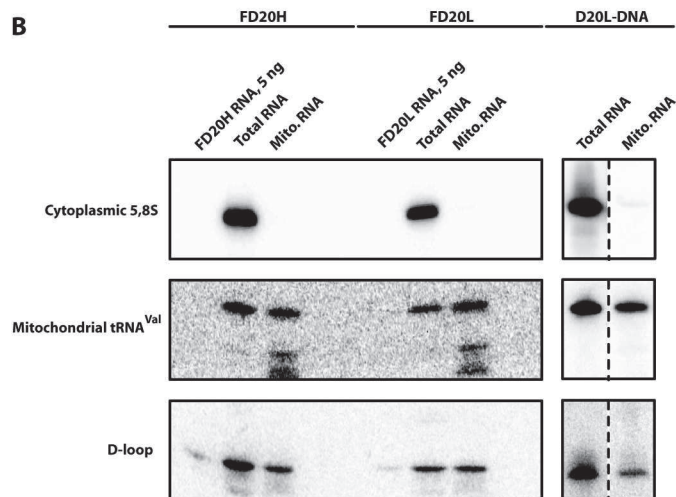 B
FD20H FD20L D20L-DNA
FD20H RNA, 5 ng Total RNA Mito. RNA FD20L RNA, 5 ng Total RNA Mito. RNA Total RNA Mito. RNA
Cytoplasmic 5,8S
Mitochondrial tRNA^Val
D-loop